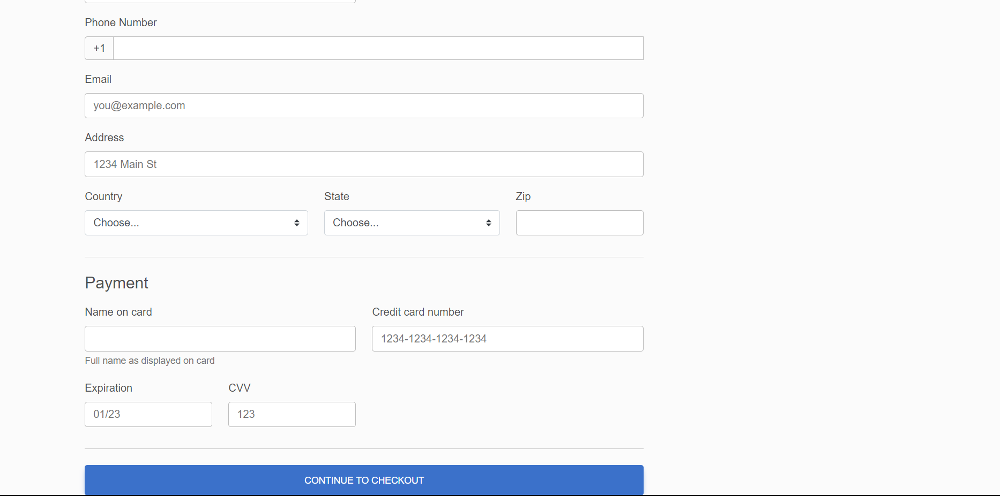 Phone Number
+1
Email
you@example.com
Address
1234 Main St
Country State Zip
Choose... Choose...
Payment
Name on card Credit card number
1234-1234-1234-1234
Full name as displayed on card
Expiration CVV
01/23 123
CONTINUE TO CHECKOUT